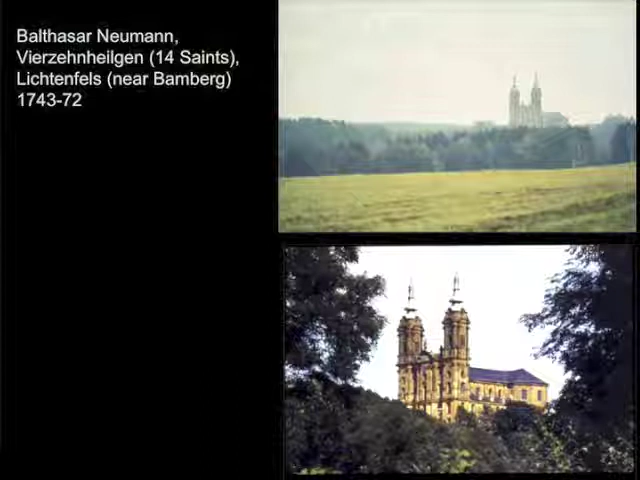 Balthasar Neumann,
Vierzehnheilgen (14 Saints),
Lichtenfels (near Bamberg)
1743-72